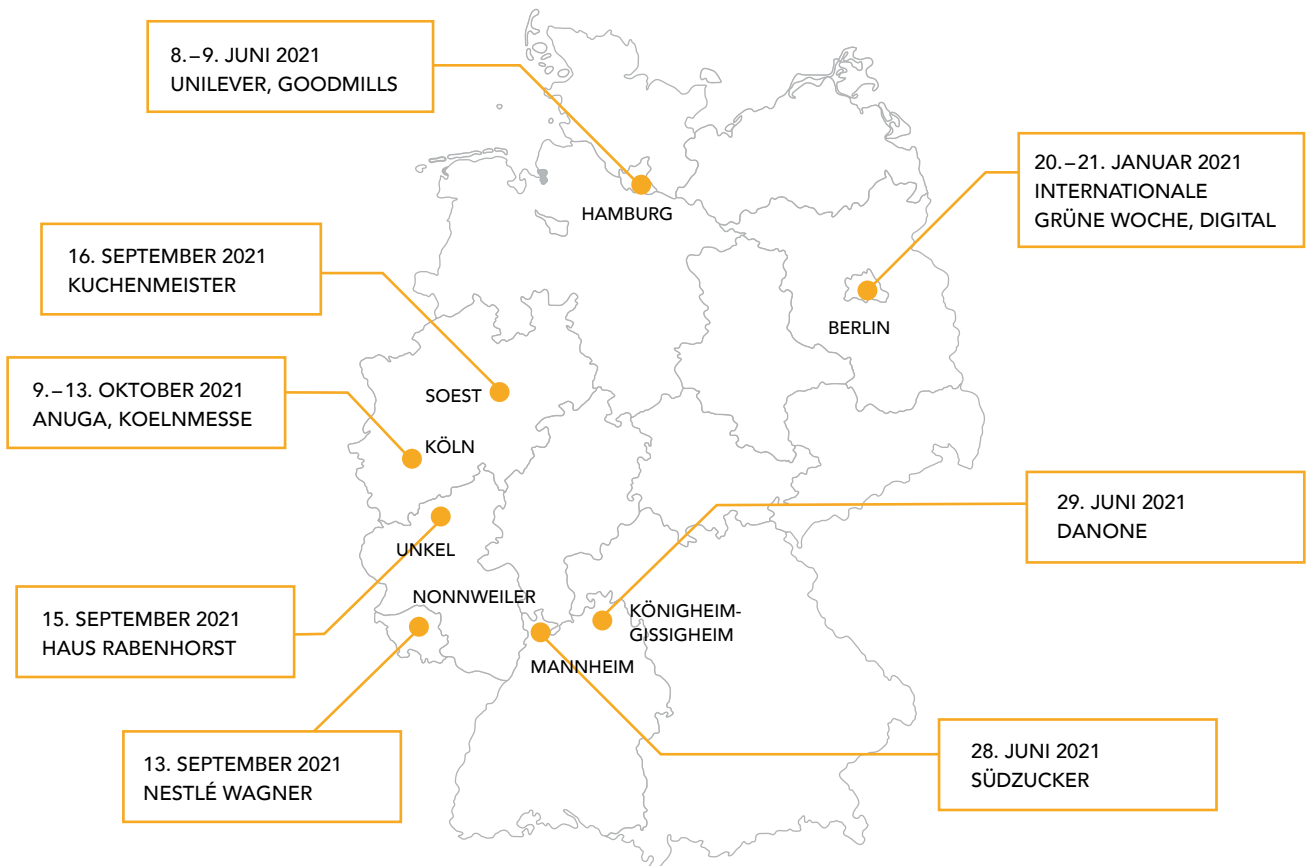 8.–9. JUNI 2021
UNILEVER, GOODMILLS
20.–21. JANUAR 2021
INTERNATIONALE
GRÜNE WOCHE, DIGITAL
HAMBURG
16. SEPTEMBER 2021
KUCHENMEISTER
BERLIN
9.–13. OKTOBER 2021
ANUGA, KOELNMESSE
SOEST
KÖLN
29. JUNI 2021
DANONE
UNKEL
NONNWEILER
15. SEPTEMBER 2021
HAUS RABENHORST
KÖNIGHEIM-
GISSIGHEIM
MANNHEIM
13. SEPTEMBER 2021
NESTLÉ WAGNER
28. JUNI 2021
SÜDZUCKER